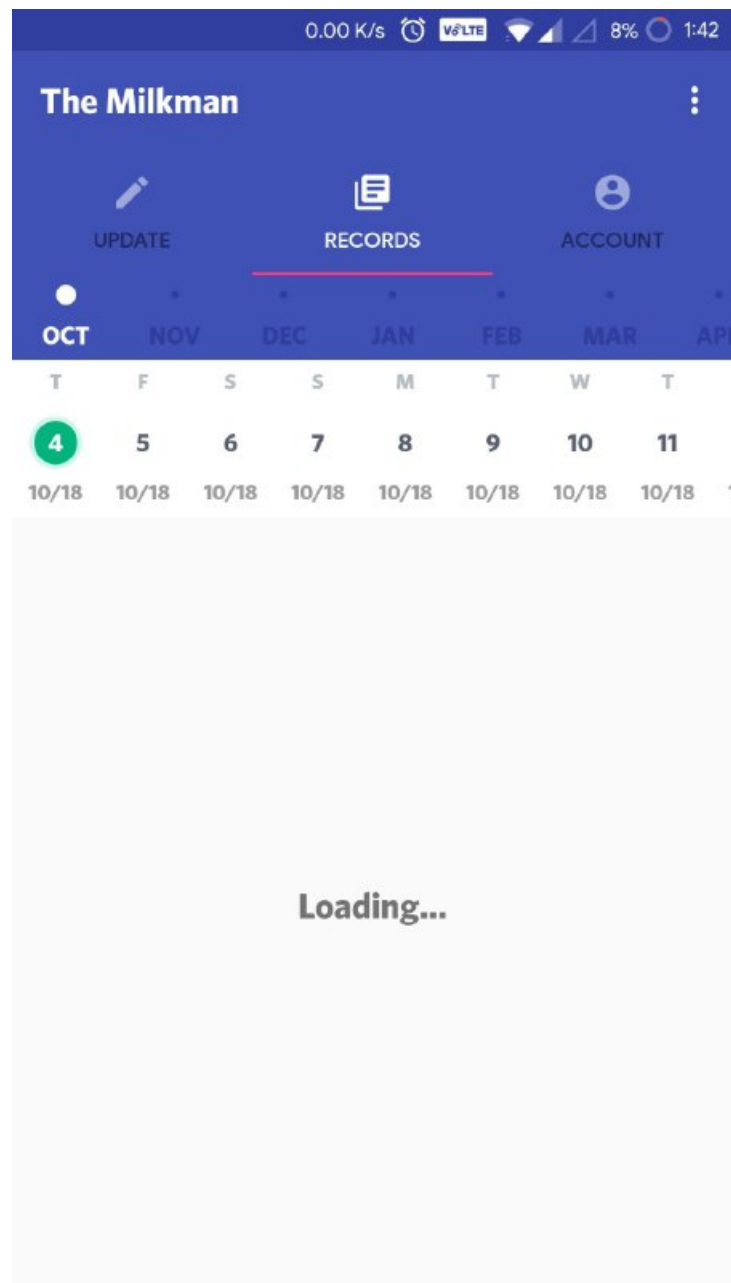 0.00 K/s VoLTE 8% 1:42
The Milkman
UPDATE RECORDS ACCOUNT
OCT NOV DEC JAN FEB MAR
T F S S M T W T
4 5 6 7 8 9 10 11
10/18 10/18 10/18 10/18 10/18 10/18 10/18 10/18
Loading...